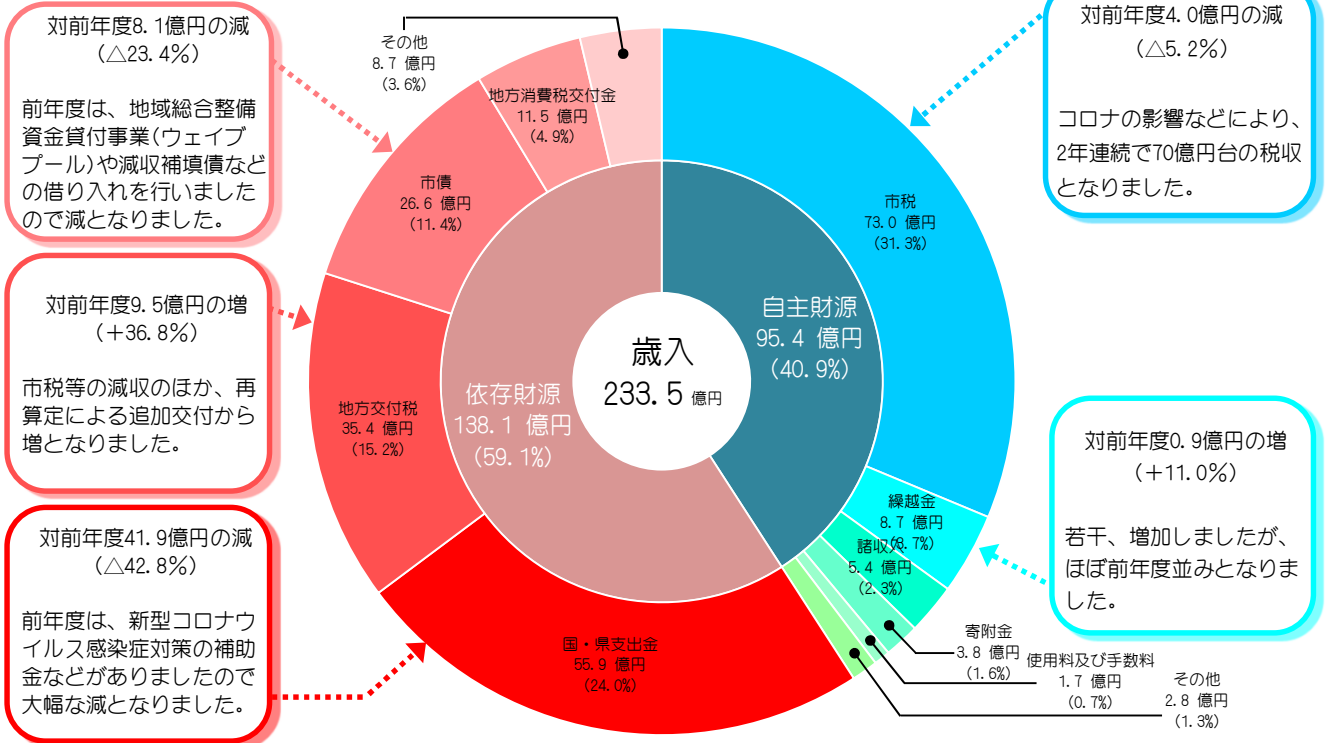 対前年度8.1億円の減
(△23.4%)
前年度は、地域総合整備
資金貸付事業(ウェイブ
プール)や減収補填債など
の借り入れを行いました
ので減となりました。
対前年度9.5億円の増
(＋36.8%)
市税等の減収のほか、再
算定による追加交付から
増となりました。
対前年度41.9億円の減
(△42.8%)
前年度は、新型コロナウ
イルス感染症対策の補助
金などがありましたので
大幅な減となりました。
その他
8.7 億円
(3.6%)
地方消費税交付金
11.5 億円
(4.9%)
市債
26.6 億円
(11.4%)
地方交付税
35.4 億円
(15.2%)
国・県支出金
55.9 億円
(24.0%)
依存財源
138.1 億円
(59.1%)
歳入
233.5 億円
自主財源
95.4 億円
(40.9%)
市税
73.0 億円
(31.3%)
繰越金
8.7 億円
(8.7%)
諸収入
5.4 億円
(2.3%)
寄附金
3.8 億円
(1.6%)
使用料及び手数料
1.7 億円
(0.7%)
その他
2.8 億円
(1.3%)
対前年度4.0億円の減
(△5.2%)
コロナの影響などにより、
2年連続で70億円台の税収
となりました。
対前年度0.9億円の増
(＋11.0%)
若干、増加しましたが、
ほぼ前年度並みとなりま
した。